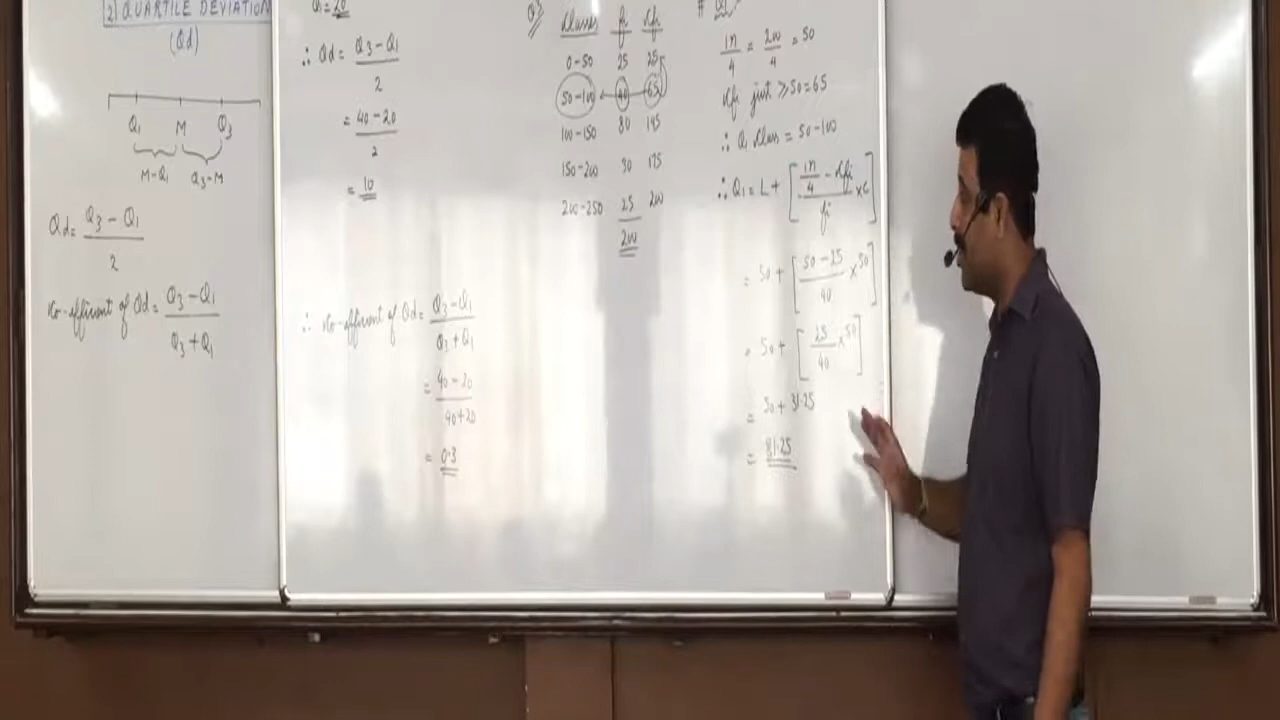 2) QUARTILE DEVIATION
(Qd)
Q1 M Q3
M-Q1 Q3-M
Qd = Q3 - Q1 / 2
Co-efficient of Qd = Q3 - Q1 / Q3 + Q1
Q1 = 20
∴ Qd = Q3 - Q1 / 2
= 40 - 20 / 2
= 10
∴ Co-efficient of Qd = Q3 - Q1 / Q3 + Q1
= 40 - 20 / 40 + 20
= 0.3
Q3
Class fi cfi
0-50 25 25
50-100 40 65
100-150 80 145
150-200 30 175
200-250 25 200
200
#
1n/4 = 200/4 = 50
cfi just ≥ 50 = 65
∴ Q1 Class = 50-100
∴ Q1 = L + [ 1n/4 - cfi / fi × c ]
= 50 + [ 50 - 25 / 40 × 50 ]
= 50 + [ 25 / 40 × 50 ]
= 50 + 31.25
= 81.25